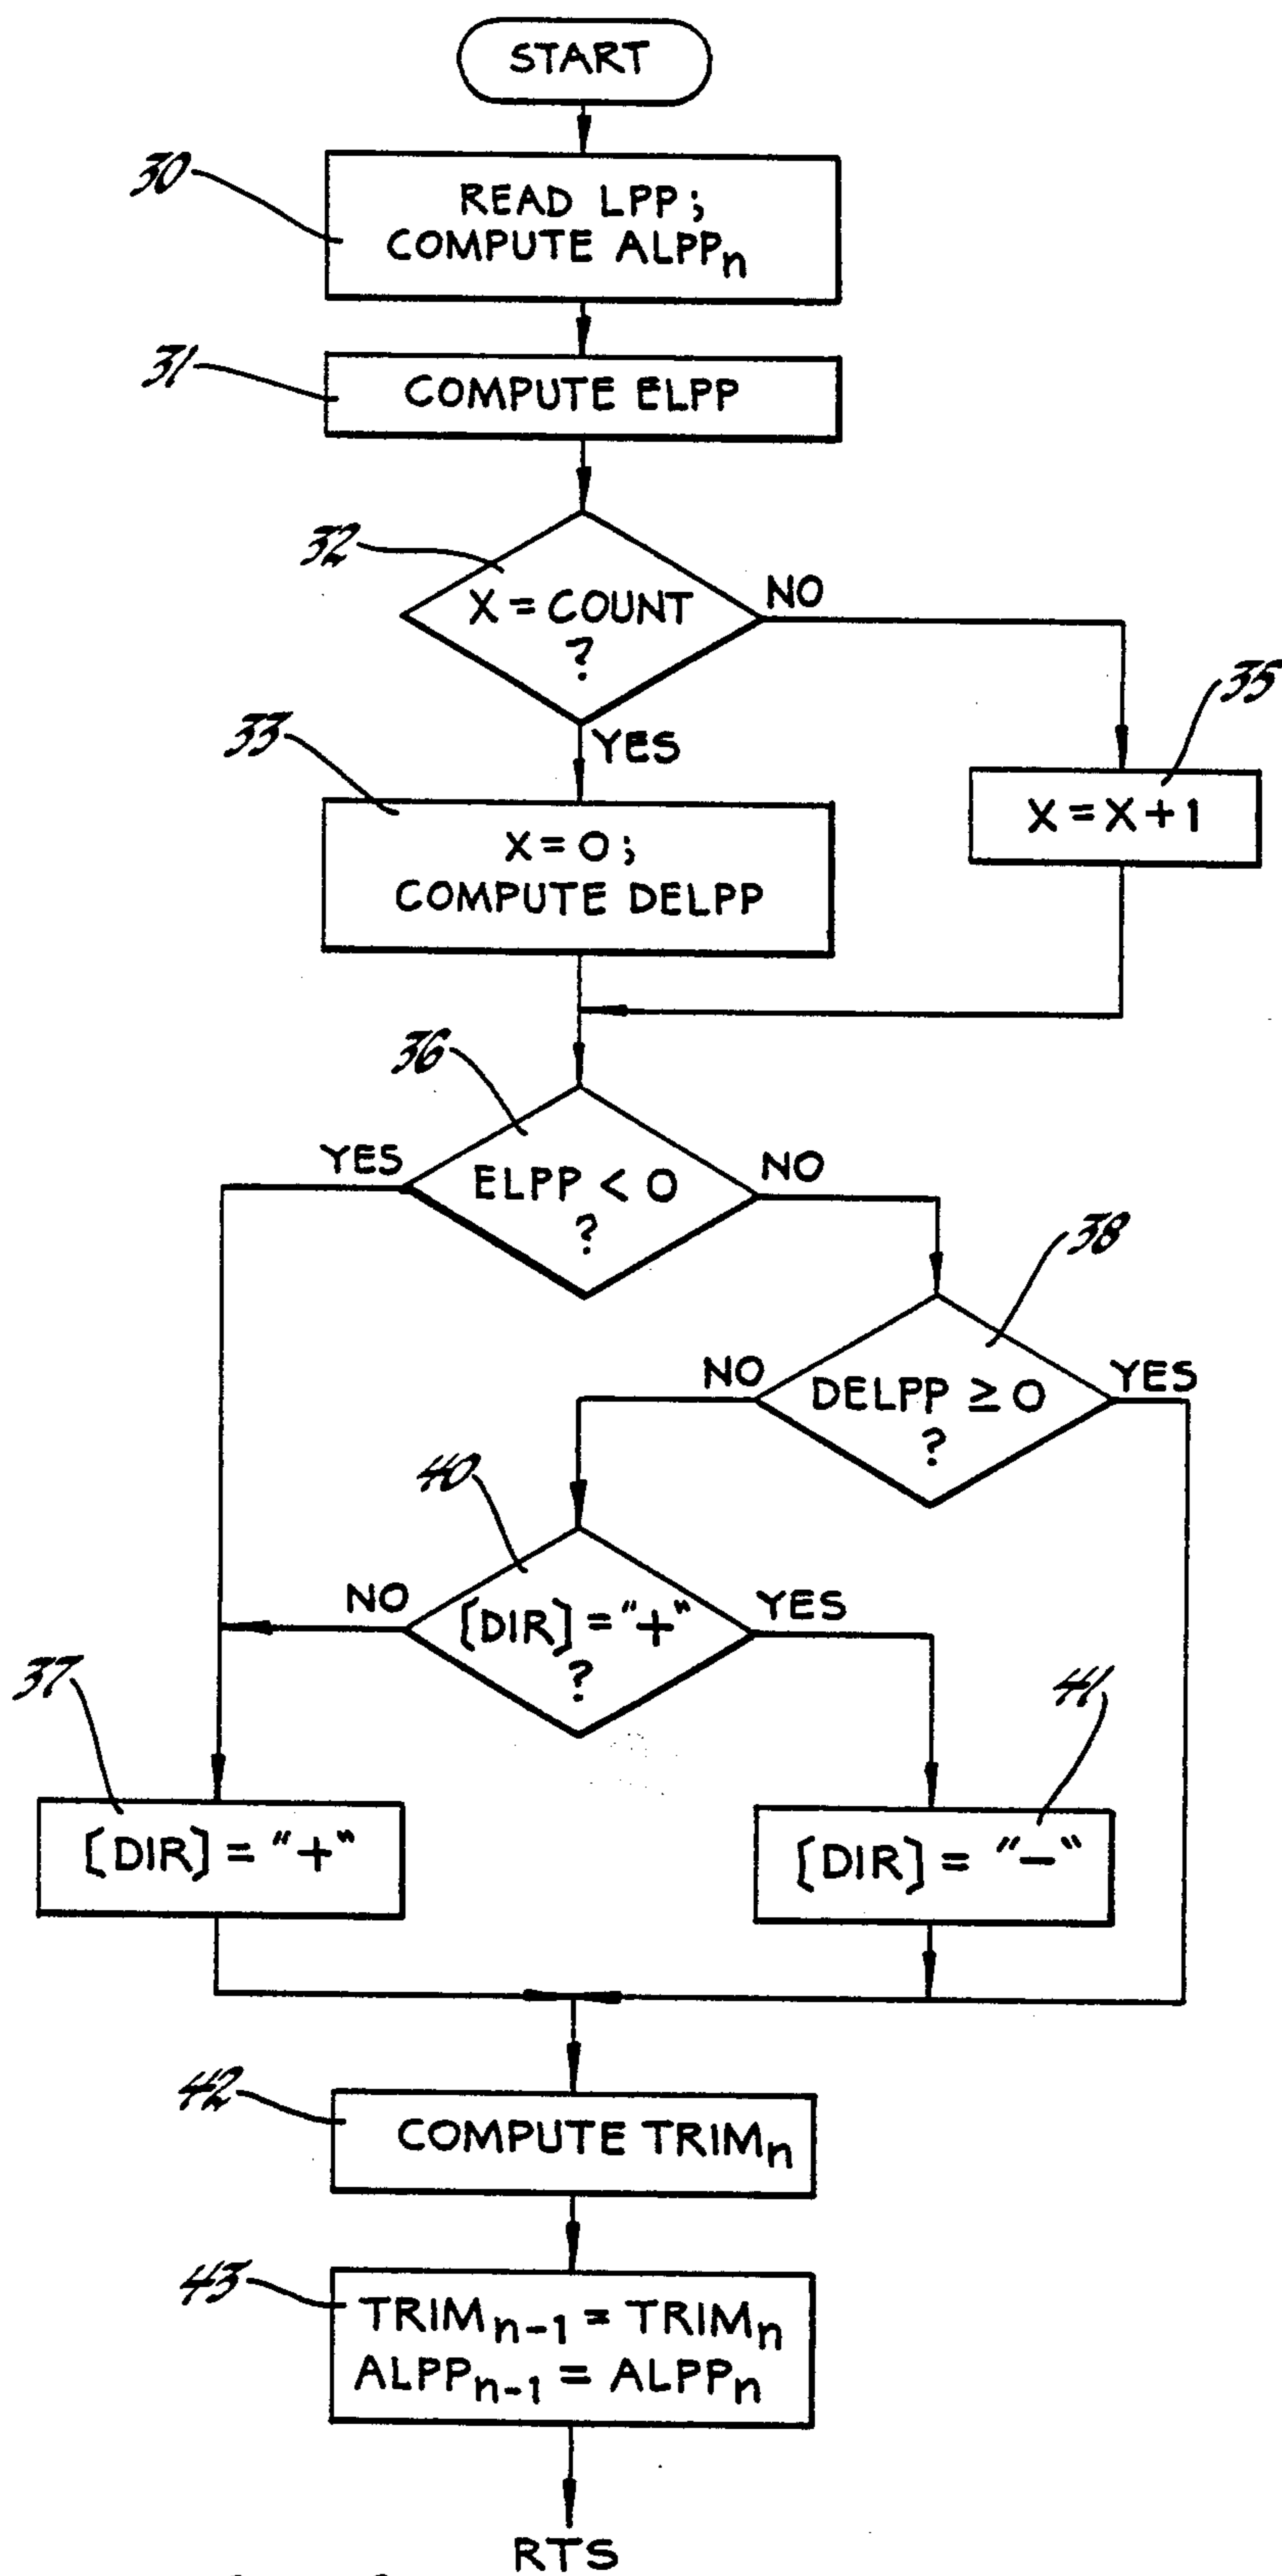 START
30
READ LPP;
COMPUTE ALPPn
31
COMPUTE ELPP
32
X = COUNT
?
NO
YES
33
X = 0;
COMPUTE DELPP
35
X = X + 1
36
YES
ELPP < 0
?
NO
38
NO
DELPP ≥ 0
?
YES
40
NO
[DIR] = "+"
?
YES
37
[DIR] = "+"
41
[DIR] = "-"
42
COMPUTE TRIMn
43
TRIMn-1 = TRIMn
ALPPn-1 = ALPPn
RTS